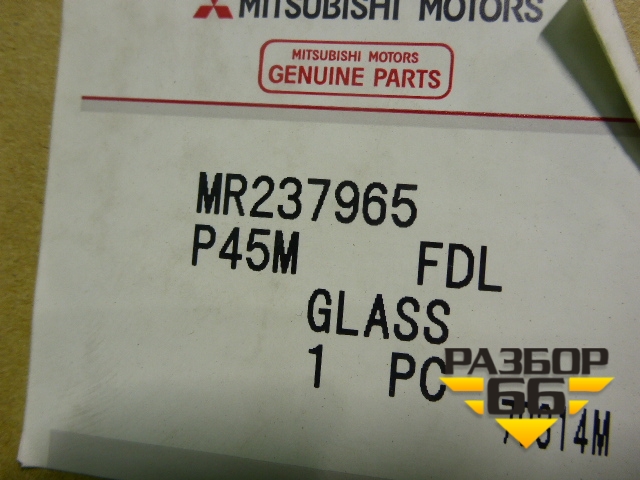 MITSUBISHI MOTORS
MITSUBISHI MOTORS
GENUINE PARTS
MR237965
P45M FDL
GLASS
1 PC
РАЗБОР
66